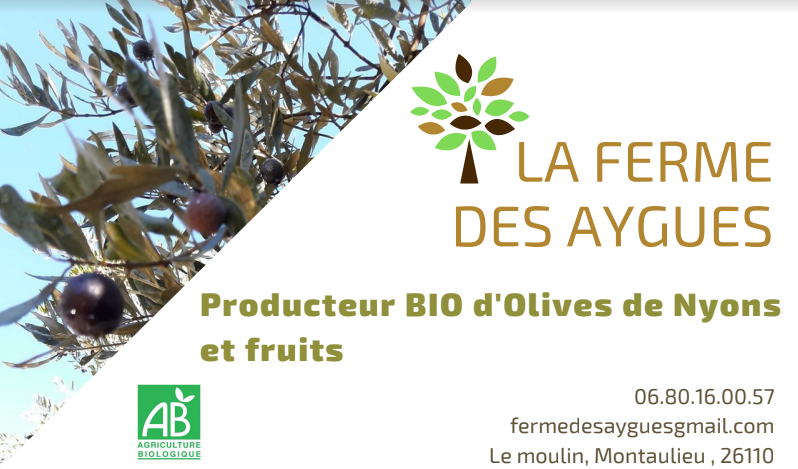 LA FERME
DES AYGUES
Producteur BIO d'Olives de Nyons
et fruits
AB
AGRICULTURE
BIOLOGIQUE
06.80.16.00.57
fermedesayguesgmail.com
Le moulin, Montaulieu , 26110